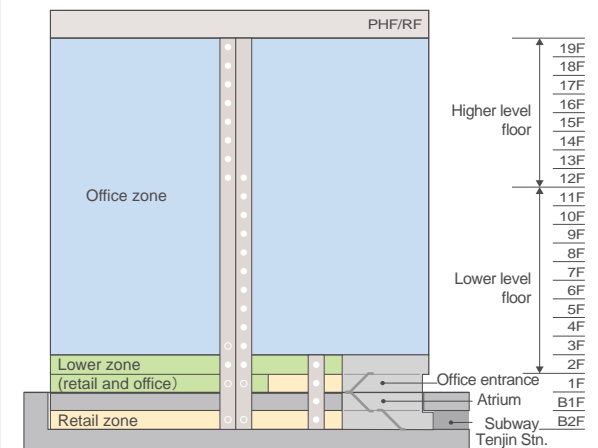 PHF/RF
19F
18F
17F
16F
15F
14F
13F
12F
11F
10F
9F
8F
7F
6F
5F
4F
3F
2F
1F
B1F
B2F
Higher level
floor
Lower level
floor
Office zone
Lower zone
(retail and office)
Retail zone
Office entrance
Atrium
Subway
Tenjin Stn.